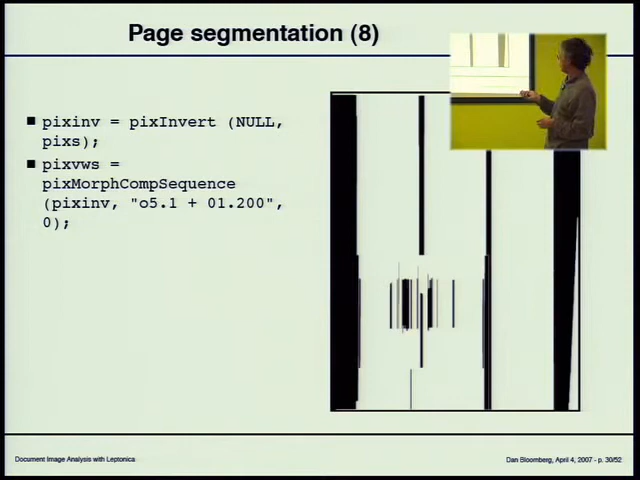 Page segmentation (8)
pixinv = pixInvert (NULL,
pixs);
pixvws =
pixMorphCompSequence
(pixinv, "o5.1 + o1.200",
0);
Document Image Analysis with Leptonica
Dan Bloomberg, April 4, 2007 - p. 30/52